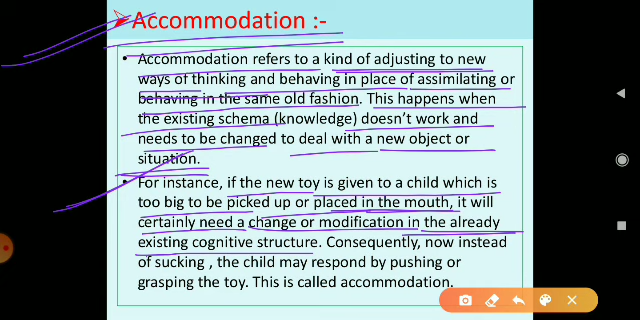 Accommodation :-
• Accommodation refers to a kind of adjusting to new
ways of thinking and behaving in place of assimilating or
behaving in the same old fashion. This happens when
the existing schema (knowledge) doesn't work and
needs to be changed to deal with a new object or
situation.
• For instance, if the new toy is given to a child which is
too big to be picked up or placed in the mouth, it will
certainly need a change or modification in the already
existing cognitive structure. Consequently, now instead
of sucking , the child may respond by pushing or
grasping the toy. This is called accommodation.